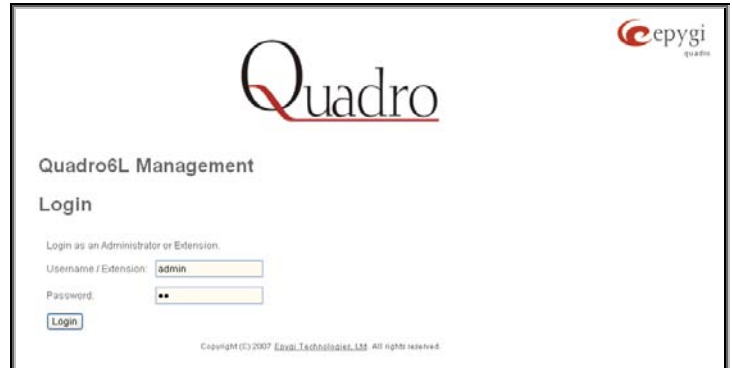 epygi
quadro
Quadro
Quadro6L Management
Login
Login as an Administrator or Extension.
Username / Extension: admin
Password: ••
Login
Copyright (C) 2007 Epygi Technologies, Ltd. All rights reserved.